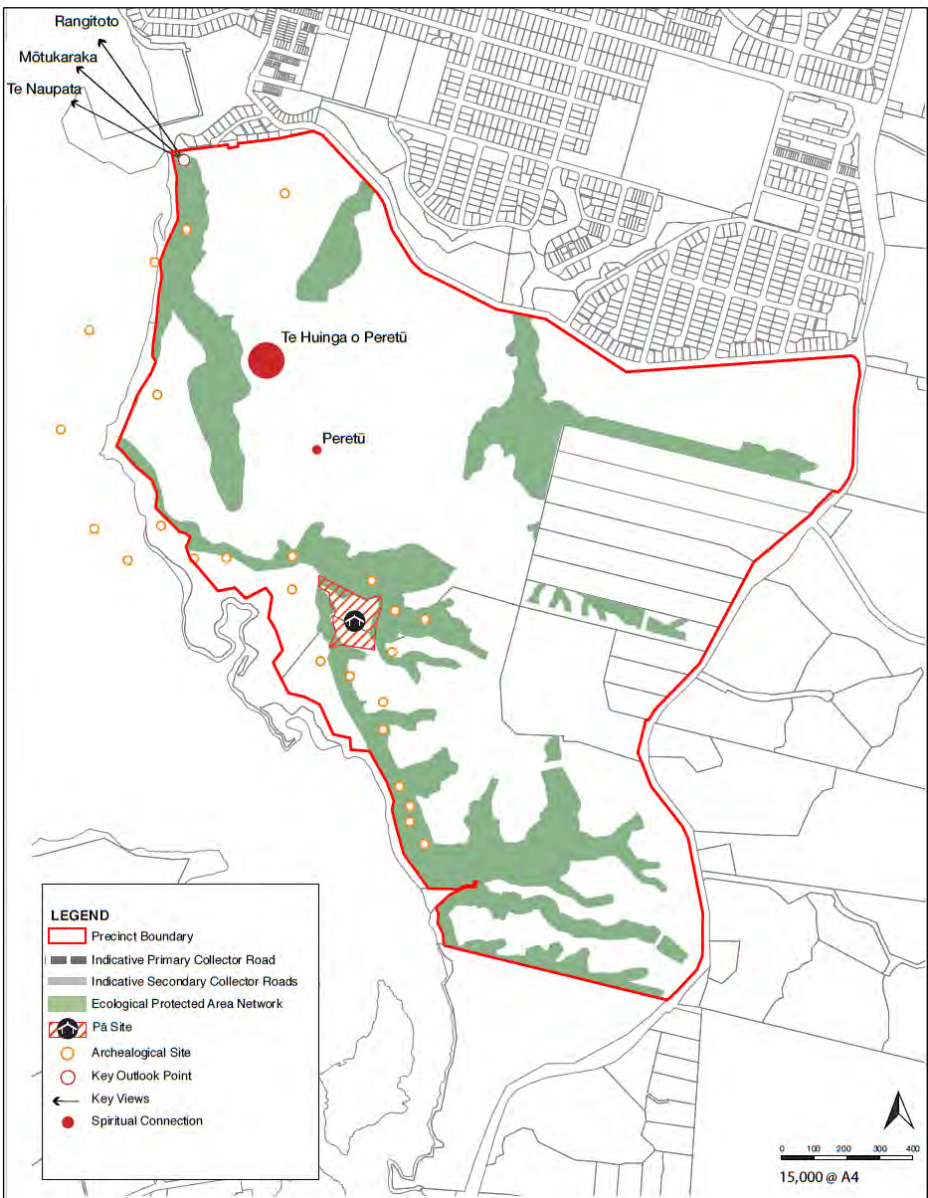 Rangitoto
Mōtukaraka
Te Naupata
Te Huinga o Peretū
Peretū
LEGEND
Precinct Boundary
Indicative Primary Collector Road
Indicative Secondary Collector Roads
Ecological Protected Area Network
Pā Site
Archealogical Site
Key Outlook Point
Key Views
Spiritual Connection
0 100 200 300 400
15,000 @ A4